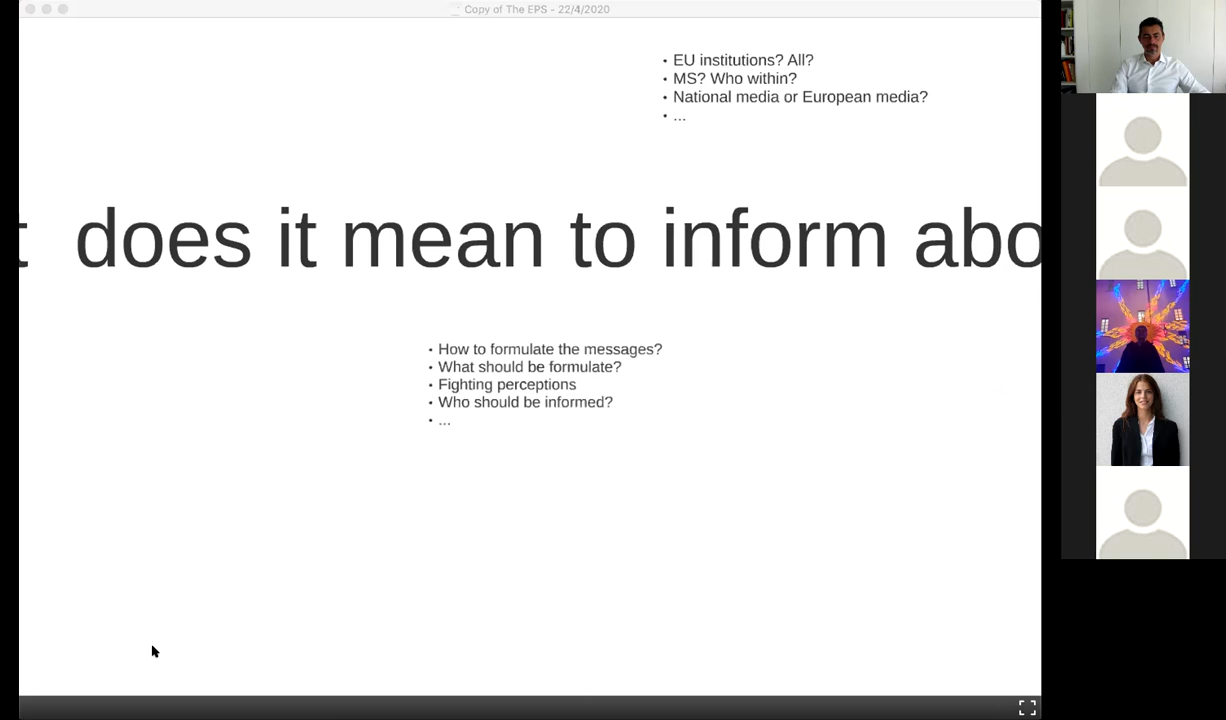 Copy of The EPS - 22/4/2020
• EU institutions? All?
• MS? Who within?
• National media or European media?
• ...
t does it mean to inform abo
• How to formulate the messages?
• What should be formulate?
• Fighting perceptions
• Who should be informed?
• ...